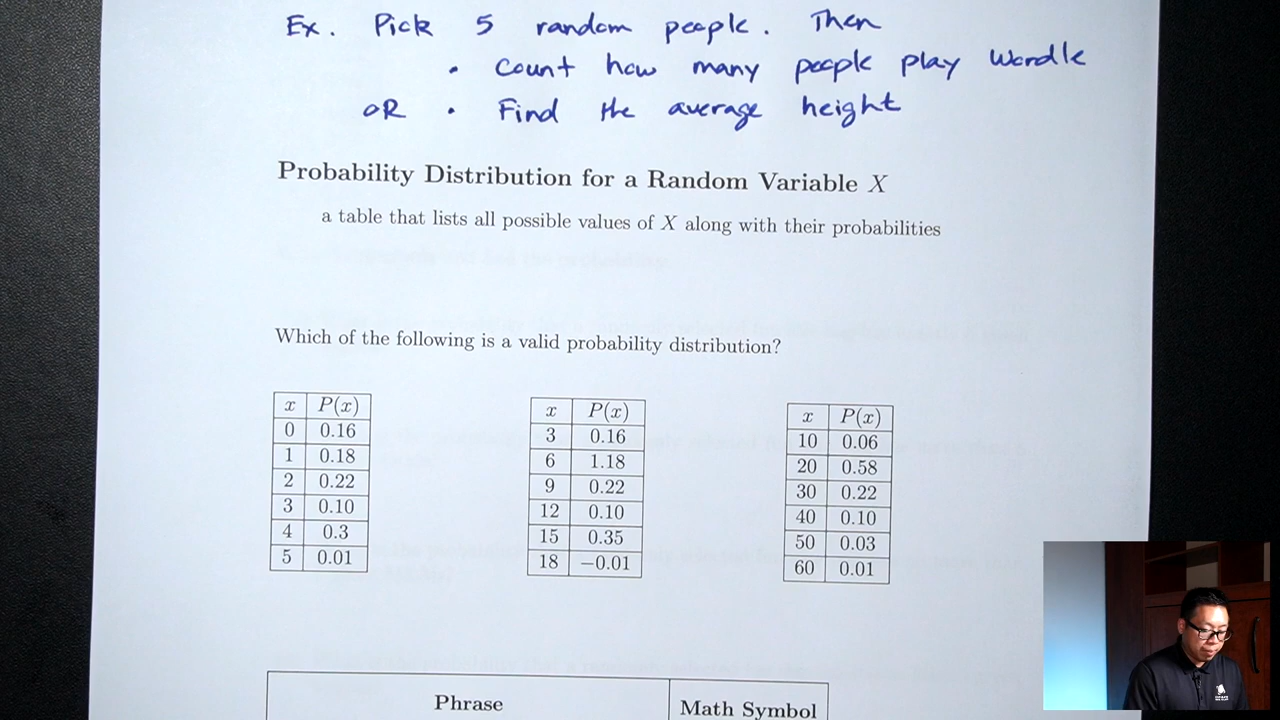 Ex. Pick 5 random people. Then
• Count how many people play Wordle
OR • Find the average height
Probability Distribution for a Random Variable X
a table that lists all possible values of X along with their probabilities
Which of the following is a valid probability distribution?
x P(x)
0 0.16
1 0.18
2 0.22
3 0.10
4 0.3
5 0.01
x P(x)
3 0.16
6 1.18
9 0.22
12 0.10
15 0.35
18 −0.01
x P(x)
10 0.06
20 0.58
30 0.22
40 0.10
50 0.03
60 0.01
Phrase Math Symbol